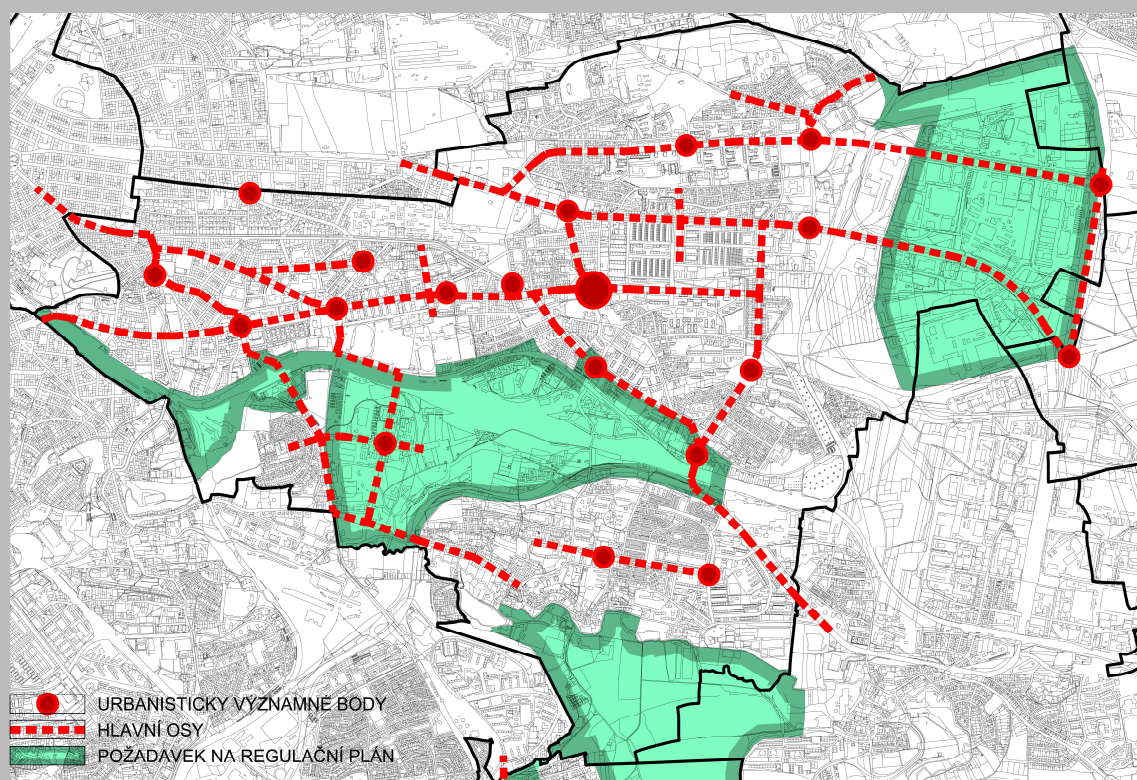 URBANISTICKY VÝZNAMNÉ BODY
HLAVNÍ OSY
POŽADAVEK NA REGULAČNÍ PLÁN